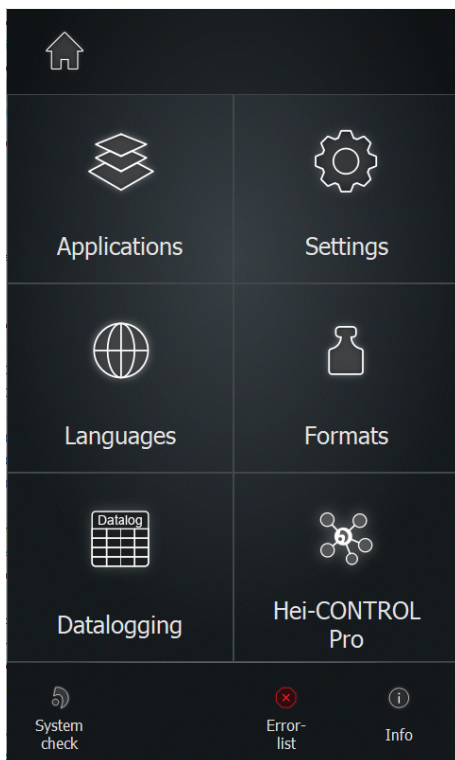 Applications
Settings
Languages
Formats
Datalog
Datalogging
Hei-CONTROL
Pro
System
check
Error-
list
Info